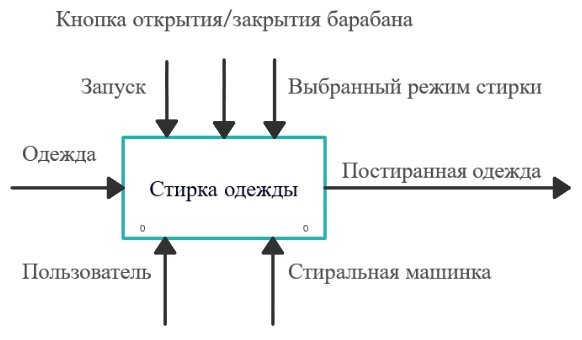 Кнопка открытия/закрытия барабана
Запуск
Выбранный режим стирки
Одежда
Стирка одежды
Постиранная одежда
0
0
Пользователь
Стиральная машинка